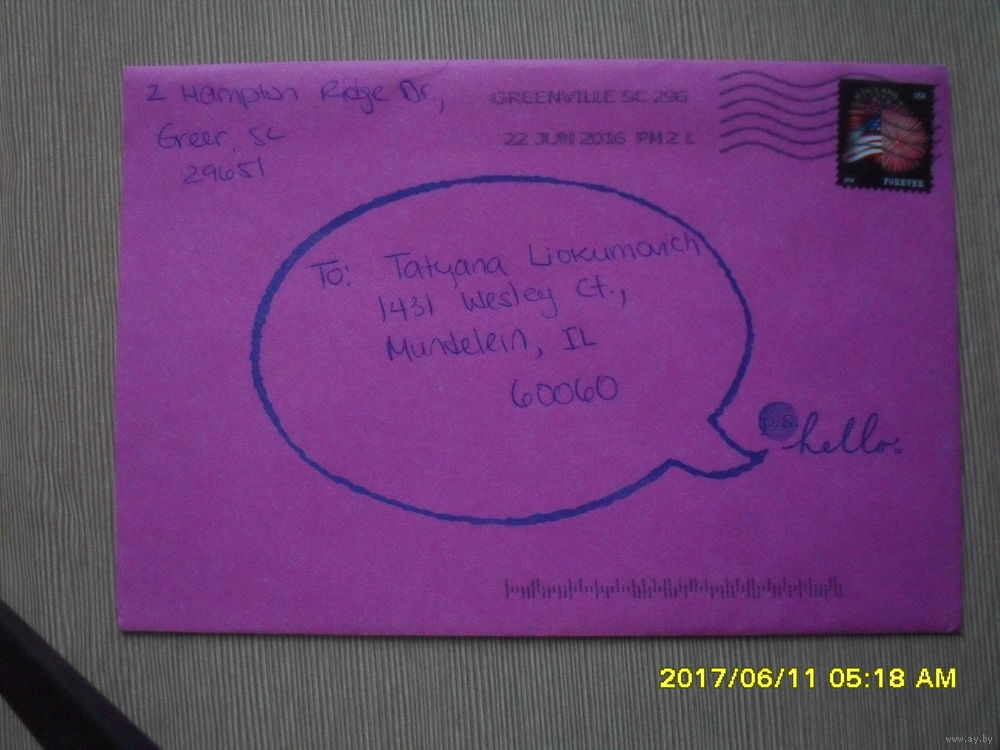 2 Hampton Ridge Dr.,
Greer, SC
29651
GREENVILLE SC 296
22 JUN 2016 PM 2 L
USA
FOREVER
To: Tatyana Liokumovich
1431 Wesley Ct.,
Mundelein, IL
60060
p.s.
hello
2017/06/11 05:18 AM
www.ay.by